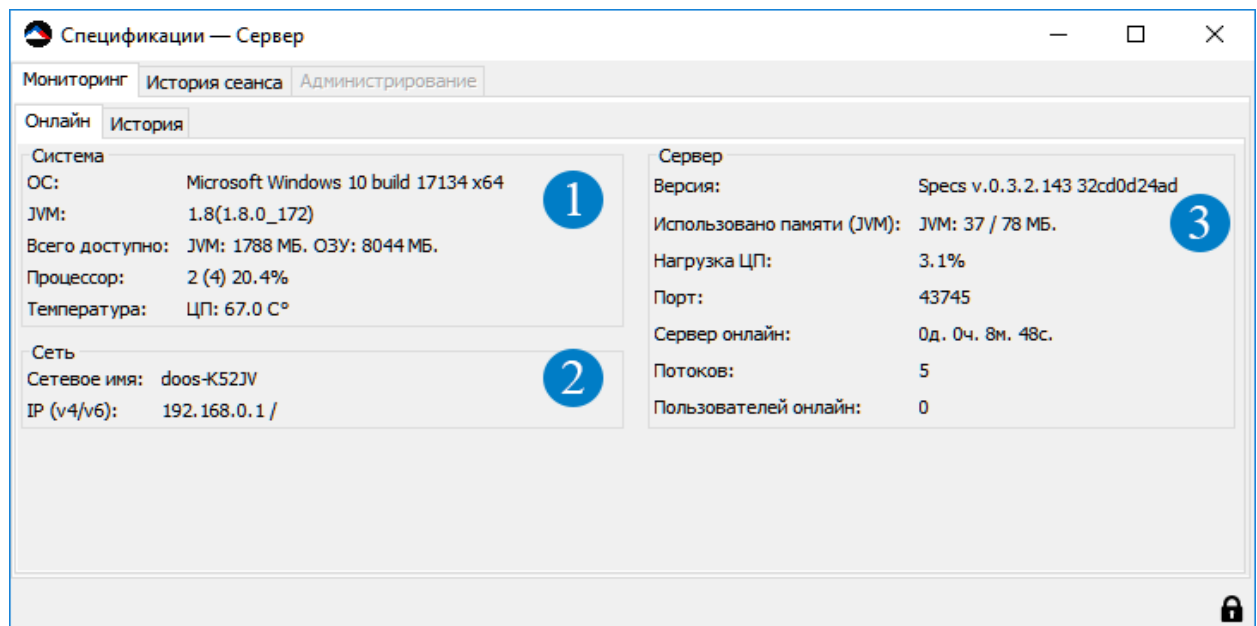 Спецификации — Сервер
Мониторинг История сеанса Администрирование
Онлайн История
Система
ОС: Microsoft Windows 10 build 17134 x64
JVM: 1.8(1.8.0_172)
Всего доступно: JVM: 1788 МБ. ОЗУ: 8044 МБ.
Процессор: 2 (4) 20.4%
Температура: ЦП: 67.0 C°
1
Сеть
Сетевое имя: doos-K52JV
IP (v4/v6): 192.168.0.1 /
2
Сервер
Версия: Specs v.0.3.2.143 32cd0d24ad
Использовано памяти (JVM): JVM: 37 / 78 МБ.
Нагрузка ЦП: 3.1%
Порт: 43745
Сервер онлайн: 0д. 0ч. 8м. 48с.
Потоков: 5
Пользователей онлайн: 0
3